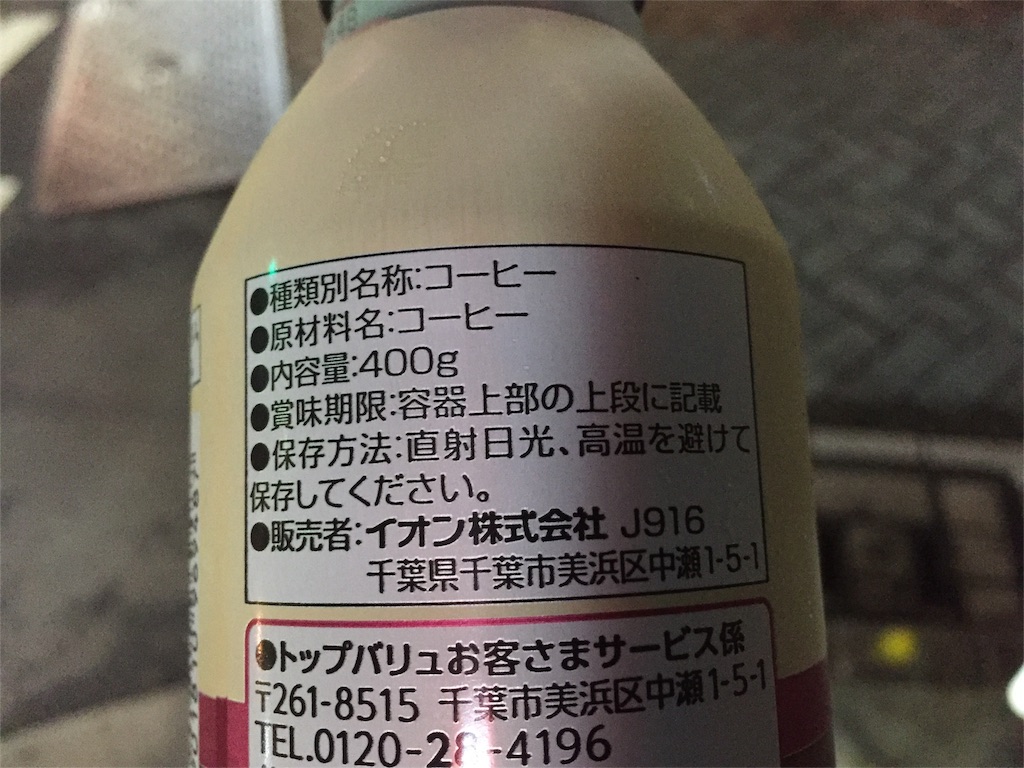 ●種類別名称:コーヒー
●原材料名:コーヒー
●内容量:400g
●賞味期限:容器上部の上段に記載
●保存方法:直射日光、高温を避けて
保存してください。
●販売者:イオン株式会社 J916
千葉県千葉市美浜区中瀬1-5-1
●トップバリュお客さまサービス係
〒261-8515 千葉市美浜区中瀬1-5-1
TEL.0120-28-4196